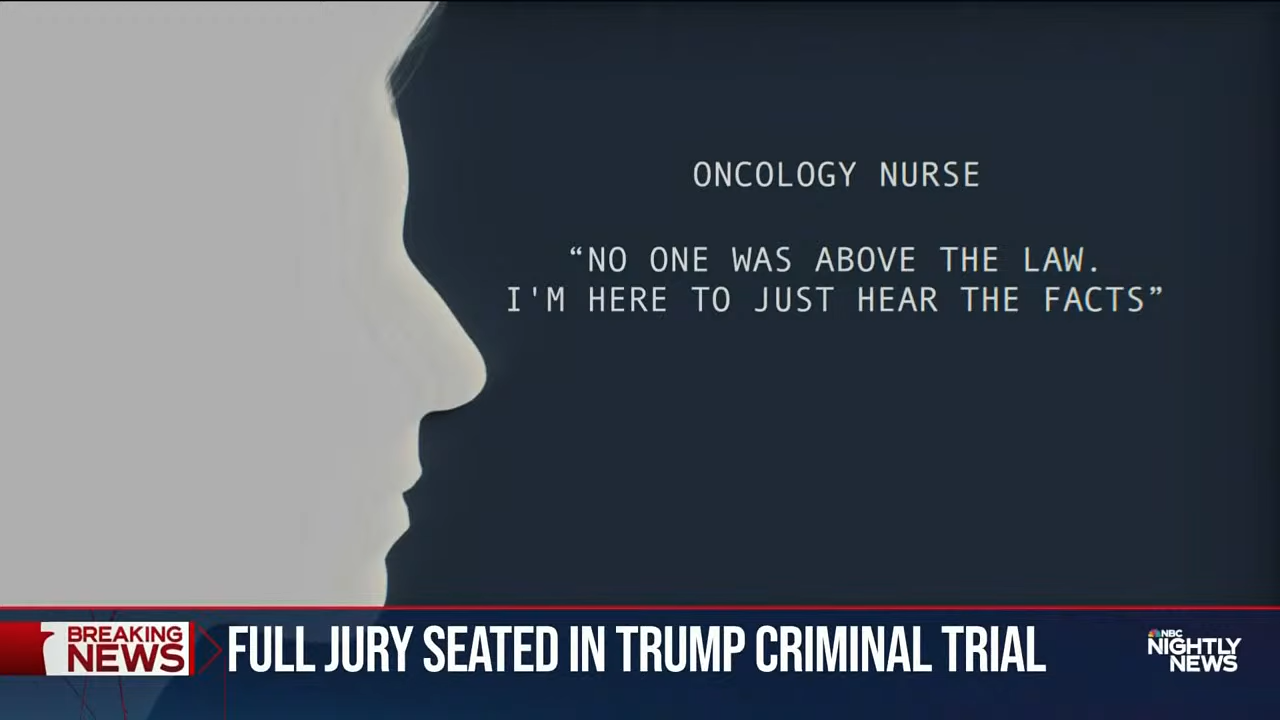 ONCOLOGY NURSE
“NO ONE WAS ABOVE THE LAW.
I'M HERE TO JUST HEAR THE FACTS”
BREAKING
NEWS
FULL JURY SEATED IN TRUMP CRIMINAL TRIAL
NBC
NIGHTLY
NEWS